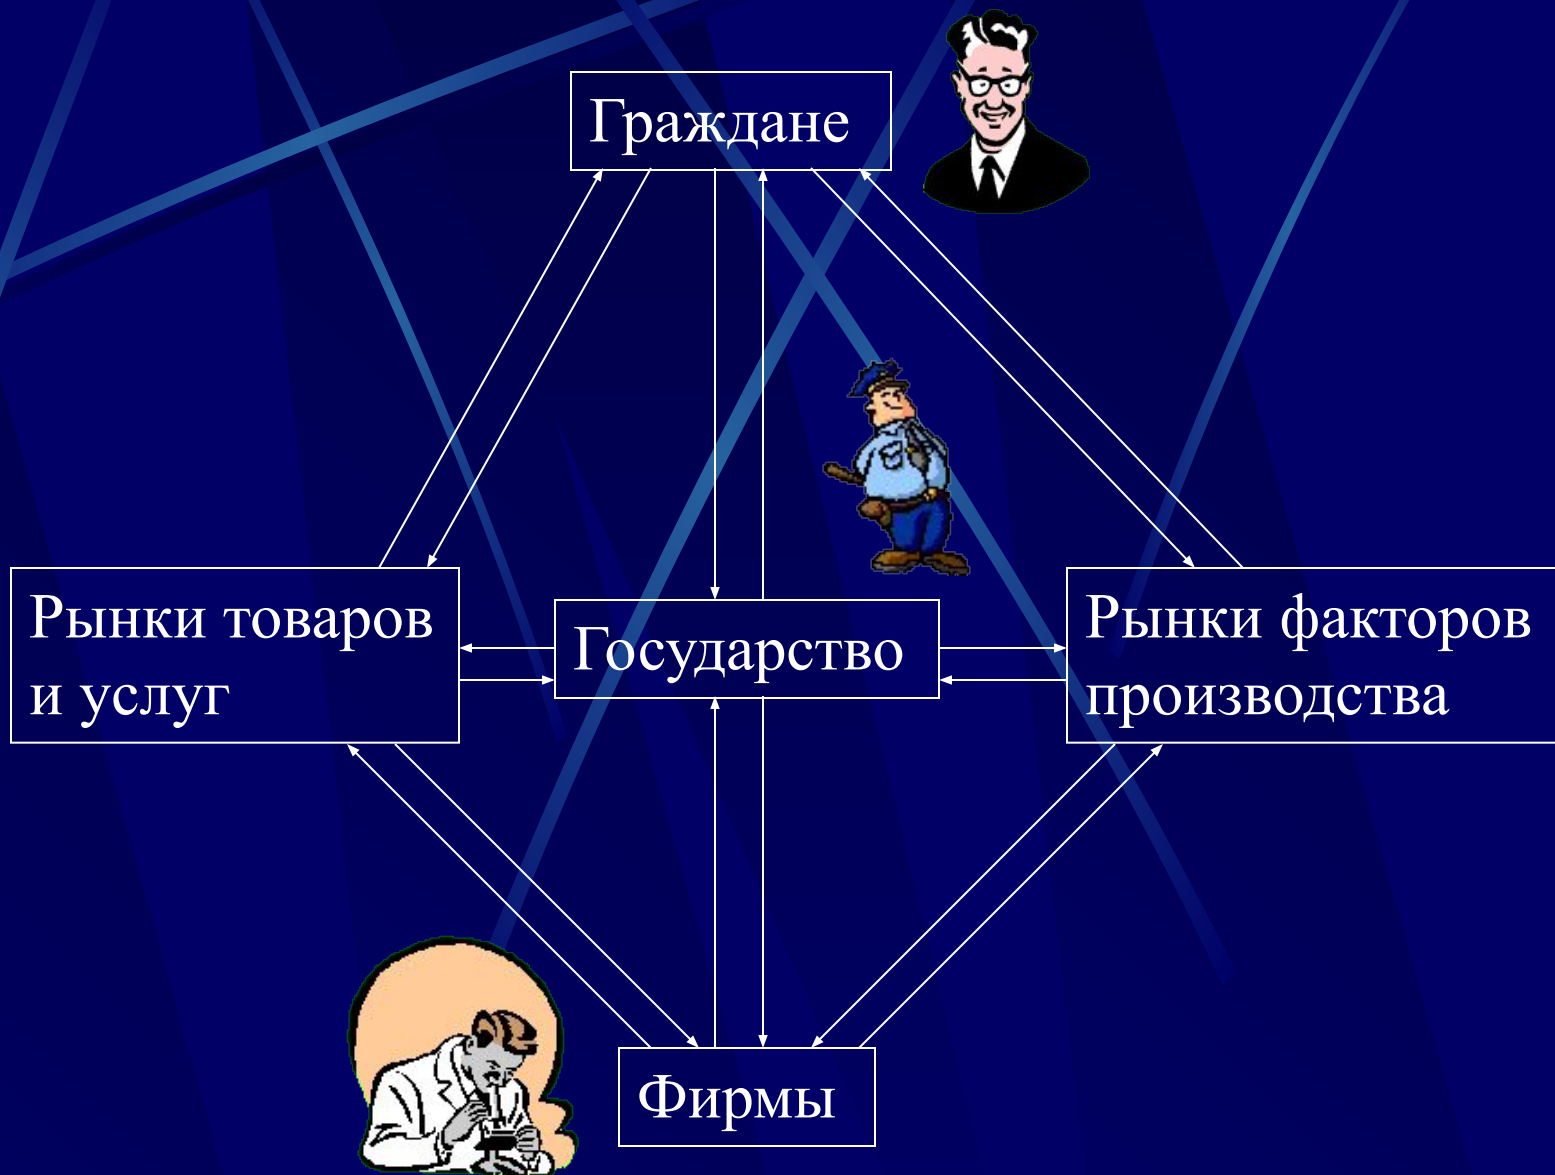 Граждане
Рынки товаров
и услуг
Государство
Рынки факторов
производства
Фирмы